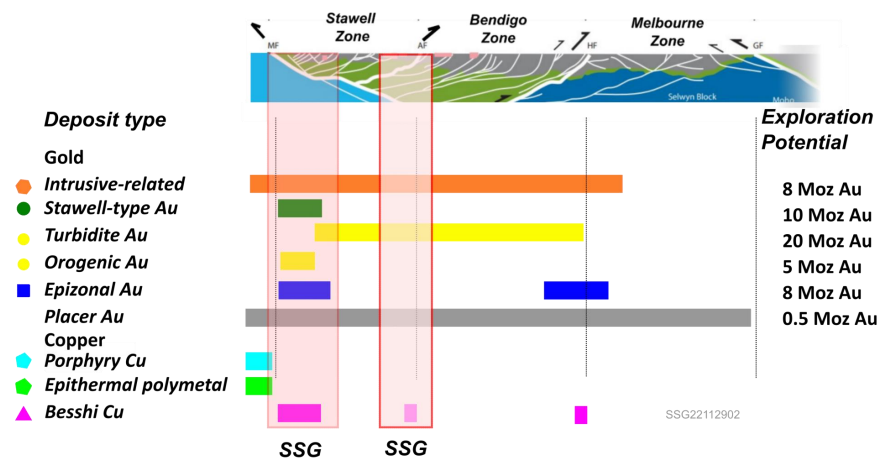 Stawell
Zone
Bendigo
Zone
Melbourne
Zone
MF
AF
HF
GF
Selwyn Block
Moho
Deposit type
Exploration
Potential
Gold
Intrusive-related
8 Moz Au
Stawell-type Au
10 Moz Au
Turbidite Au
20 Moz Au
Orogenic Au
5 Moz Au
Epizonal Au
8 Moz Au
Placer Au
0.5 Moz Au
Copper
Porphyry Cu
Epithermal polymetal
Besshi Cu
SSG22112902
SSG
SSG